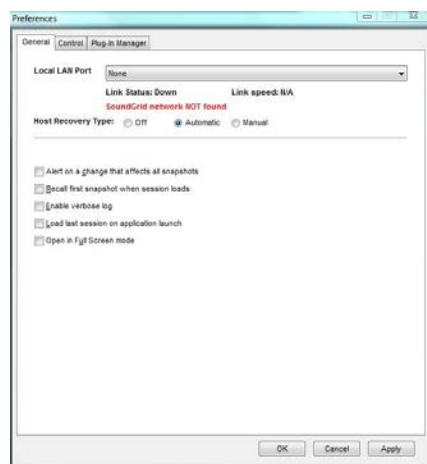 Preferences
General Control Plug-in Manager
Local LAN Port None
Link Status: Down Link speed: N/A
SoundGrid network NOT found
Host Recovery Type: Off Automatic Manual
Alert on a change that affects all snapshots
Recall first snapshot when session loads
Enable verbose log
Load last session on application launch
Open in Full Screen mode
OK Cancel Apply